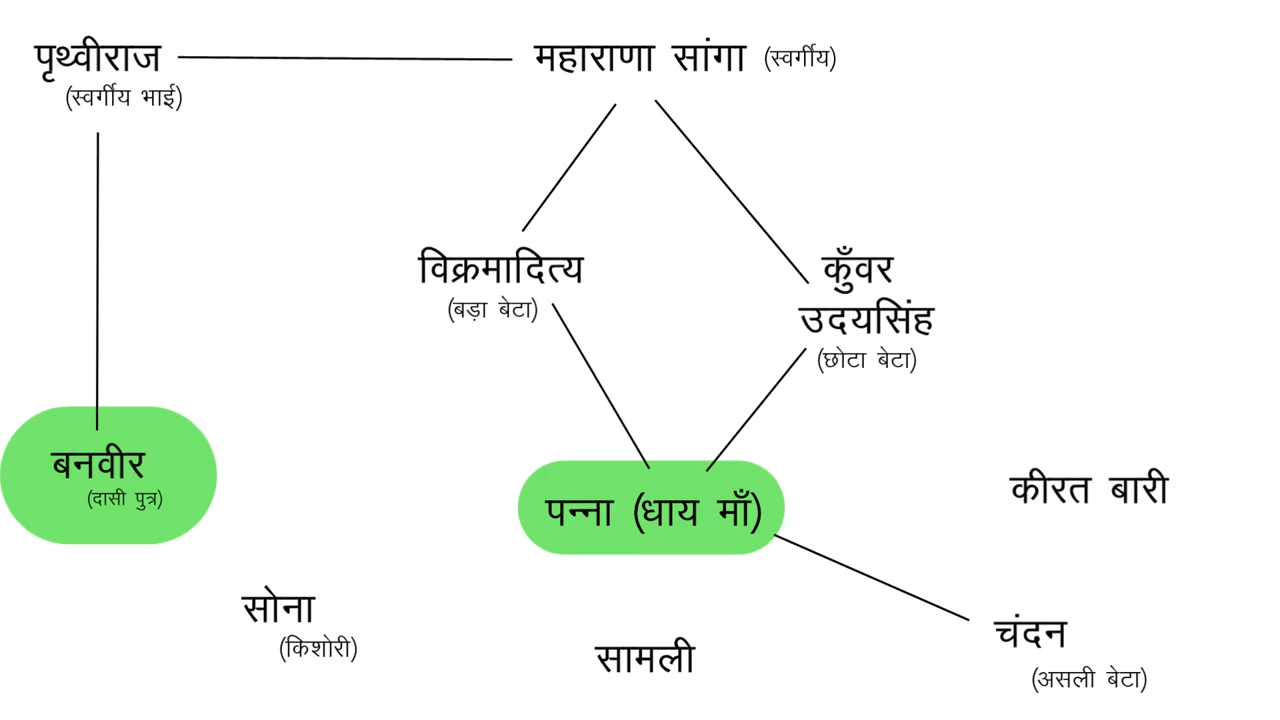 पृथ्वीराज
(स्वर्गीय भाई)
महाराणा सांगा (स्वर्गीय)
विक्रमादित्य
(बड़ा बेटा)
कुँवर
उदयसिंह
(छोटा बेटा)
बनवीर
(दासी पुत्र)
पन्ना (धाय माँ)
कीरत बारी
सोना
(किशोरी)
सामली
चंदन
(असली बेटा)